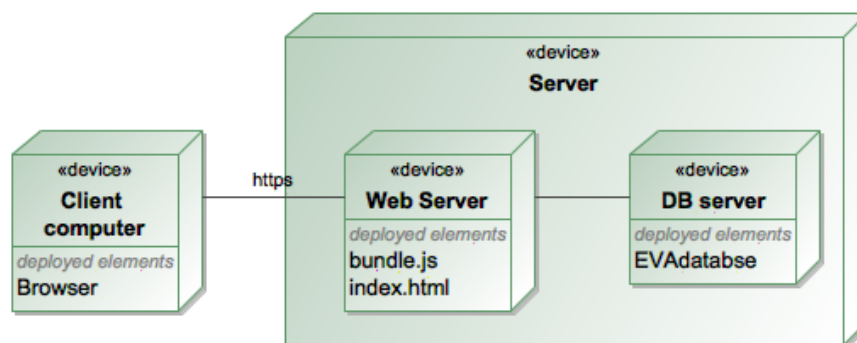 «device»
Server
«device»
Client
computer
deployed elements
Browser
https
«device»
Web Server
deployed elements
bundle.js
index.html
«device»
DB server
deployed elements
EVAdatabse